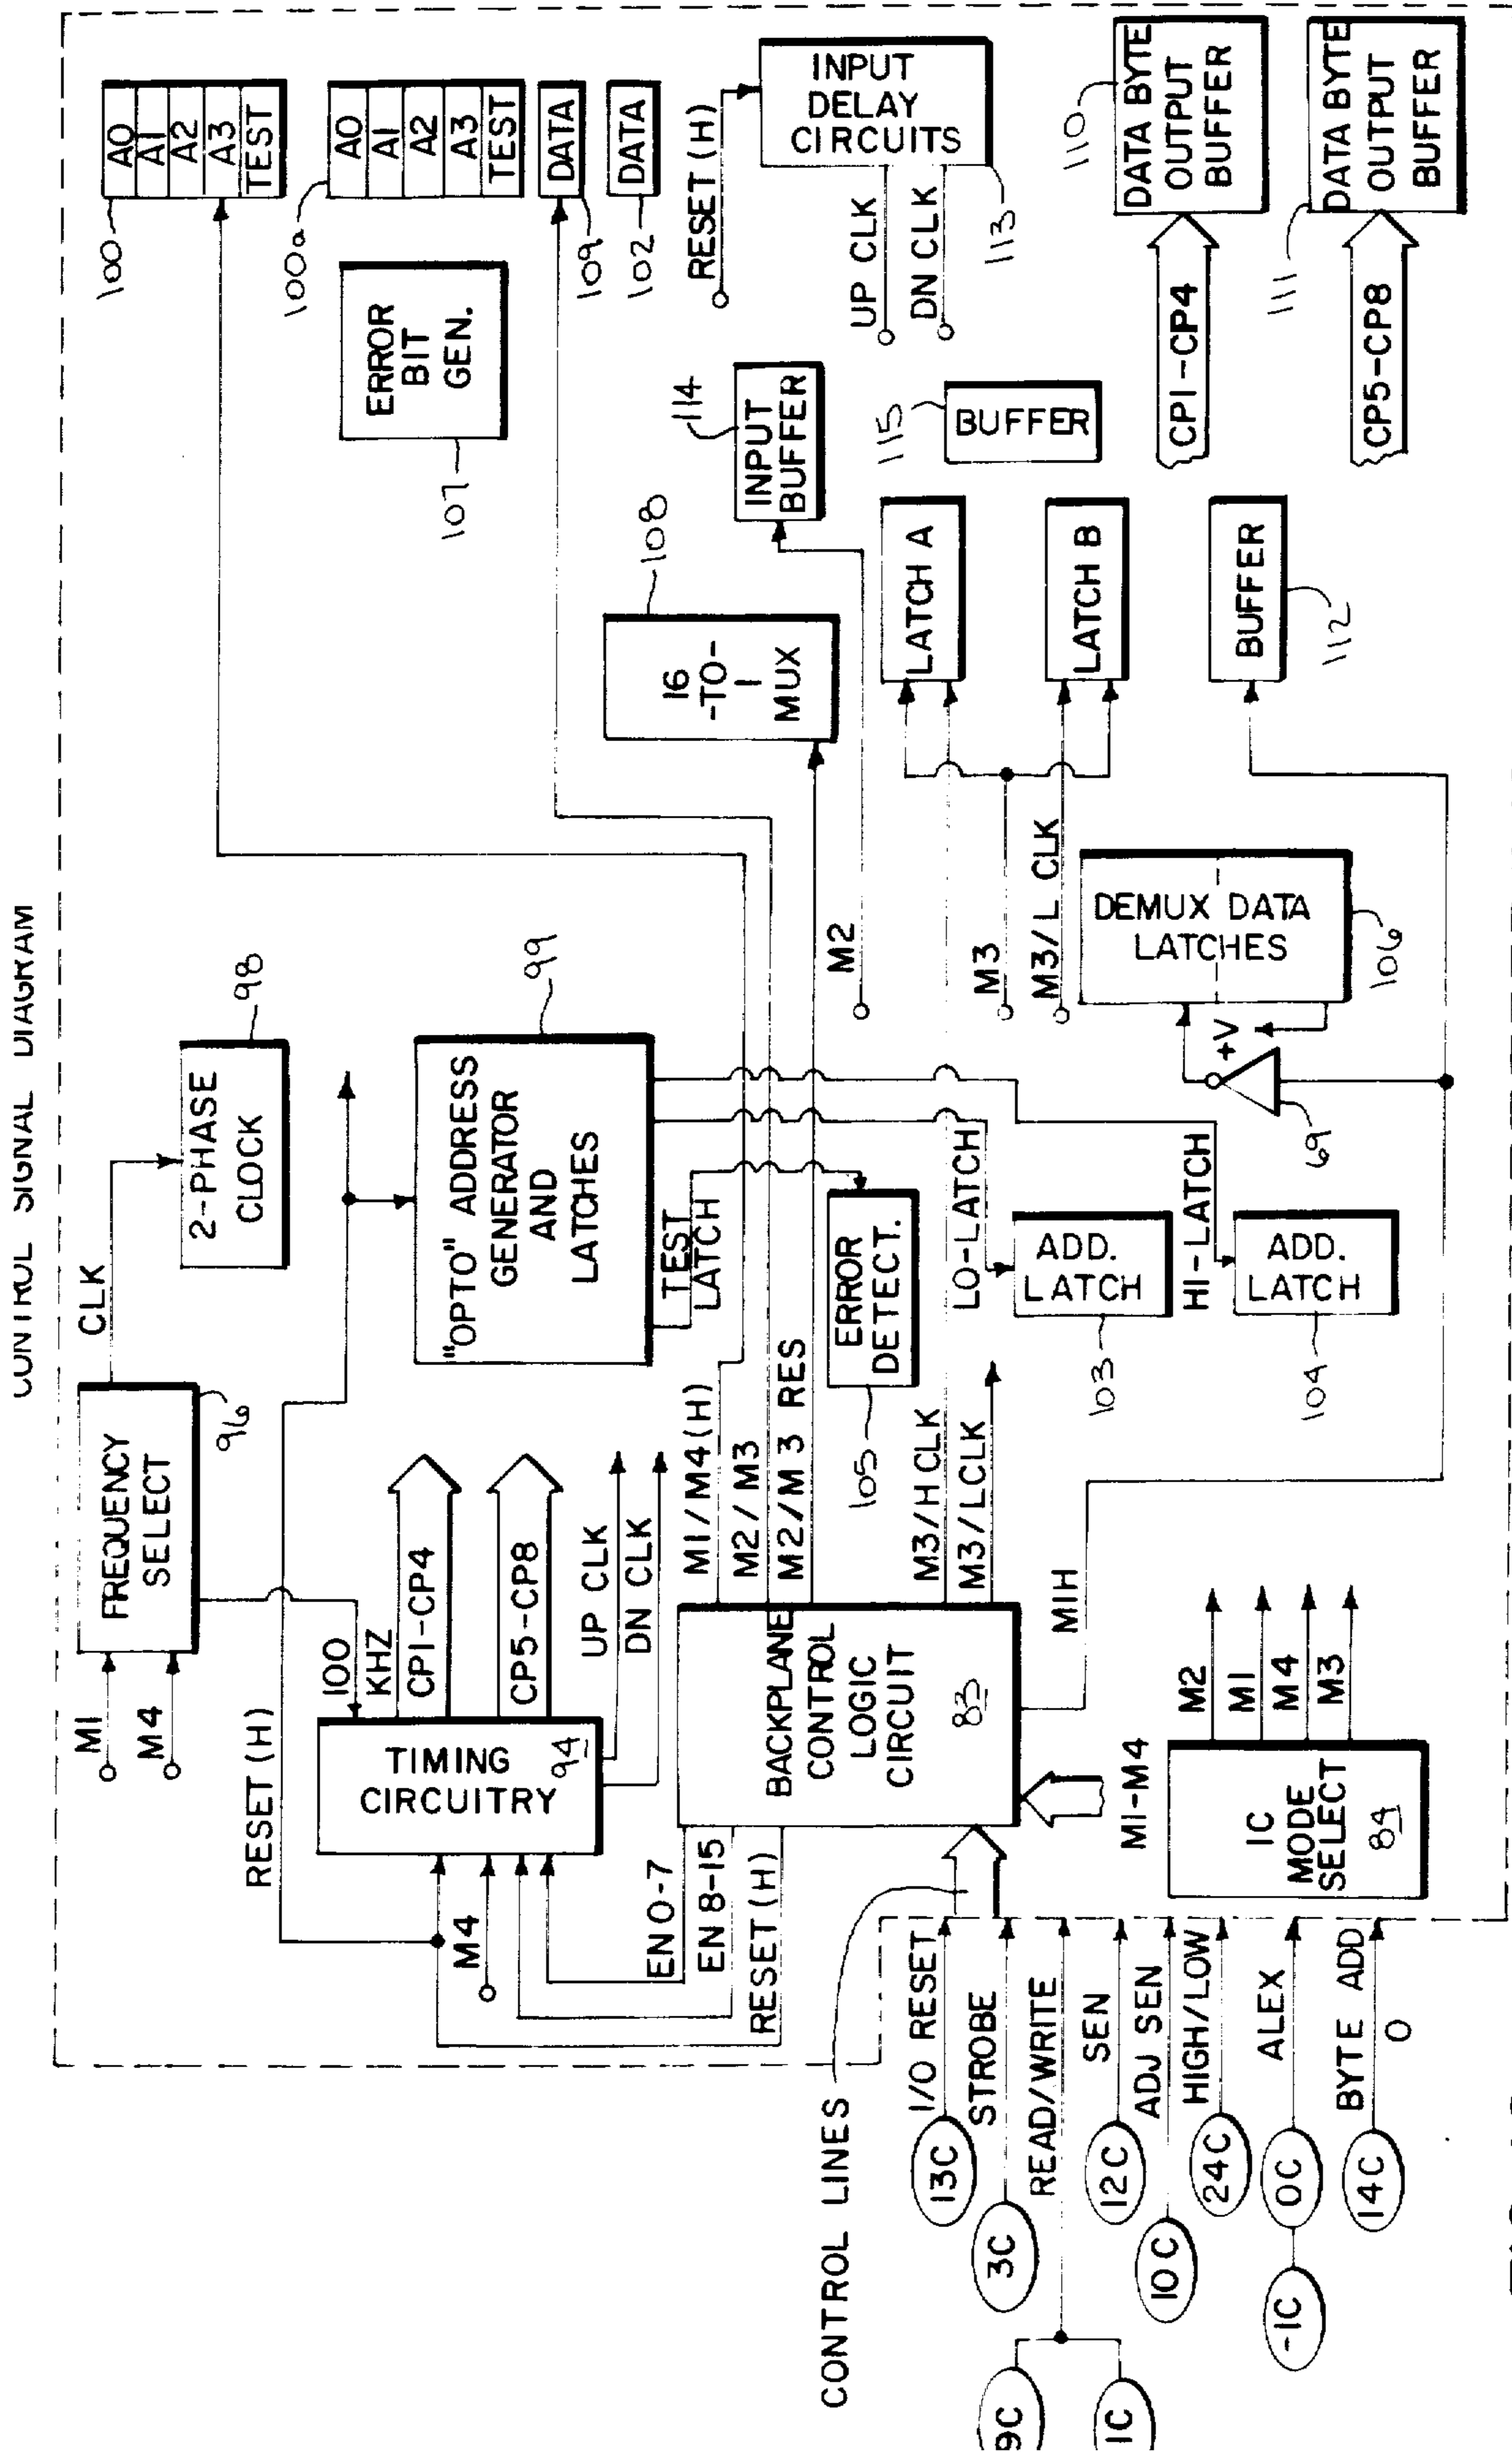 CONTROL SIGNAL DIAGRAM
M1
M4
FREQUENCY
SELECT
96
CLK
2-PHASE
CLOCK
98
100
A0
A1
A2
A3
TEST
RESET (H)
100
KHZ
CP1-CP4
CP5-CP8
UP CLK
DN CLK
TIMING
CIRCUITRY
94
M4
"OPTO" ADDRESS
GENERATOR
AND
LATCHES
99
TEST
LATCH
ERROR
BIT
GEN.
107
100a
A0
A1
A2
A3
TEST
DATA
109
DATA
102
EN 0-7
EN 8-15
RESET (H)
BACKPLANE
CONTROL
LOGIC
CIRCUIT
83
M1/M4(H)
M2/M3
M2/M3 RES
M3/H CLK
M3/LCLK
M1H
M1-M4
ERROR
DETECT.
105
16
-TO-
1
MUX
108
M2
INPUT
BUFFER
114
RESET (H)
INPUT
DELAY
CIRCUITS
113
UP CLK
DN CLK
LO-LATCH
ADD.
LATCH
103
HI-LATCH
ADD.
LATCH
104
M3
M3/L CLK
LATCH A
LATCH B
BUFFER
115
DEMUX DATA
LATCHES
106
+V
69
BUFFER
112
CP1-CP4
DATA BYTE
OUTPUT
BUFFER
110
CP5-CP8
DATA BYTE
OUTPUT
BUFFER
111
IC
MODE
SELECT
84
M2
M1
M4
M3
CONTROL LINES
13C
I/O RESET
3C
STROBE
9C
1C
READ/WRITE
12C
SEN
10C
ADJ SEN
24C
HIGH/LOW
-1C
0C
ALEX
14C
BYTE ADD
0